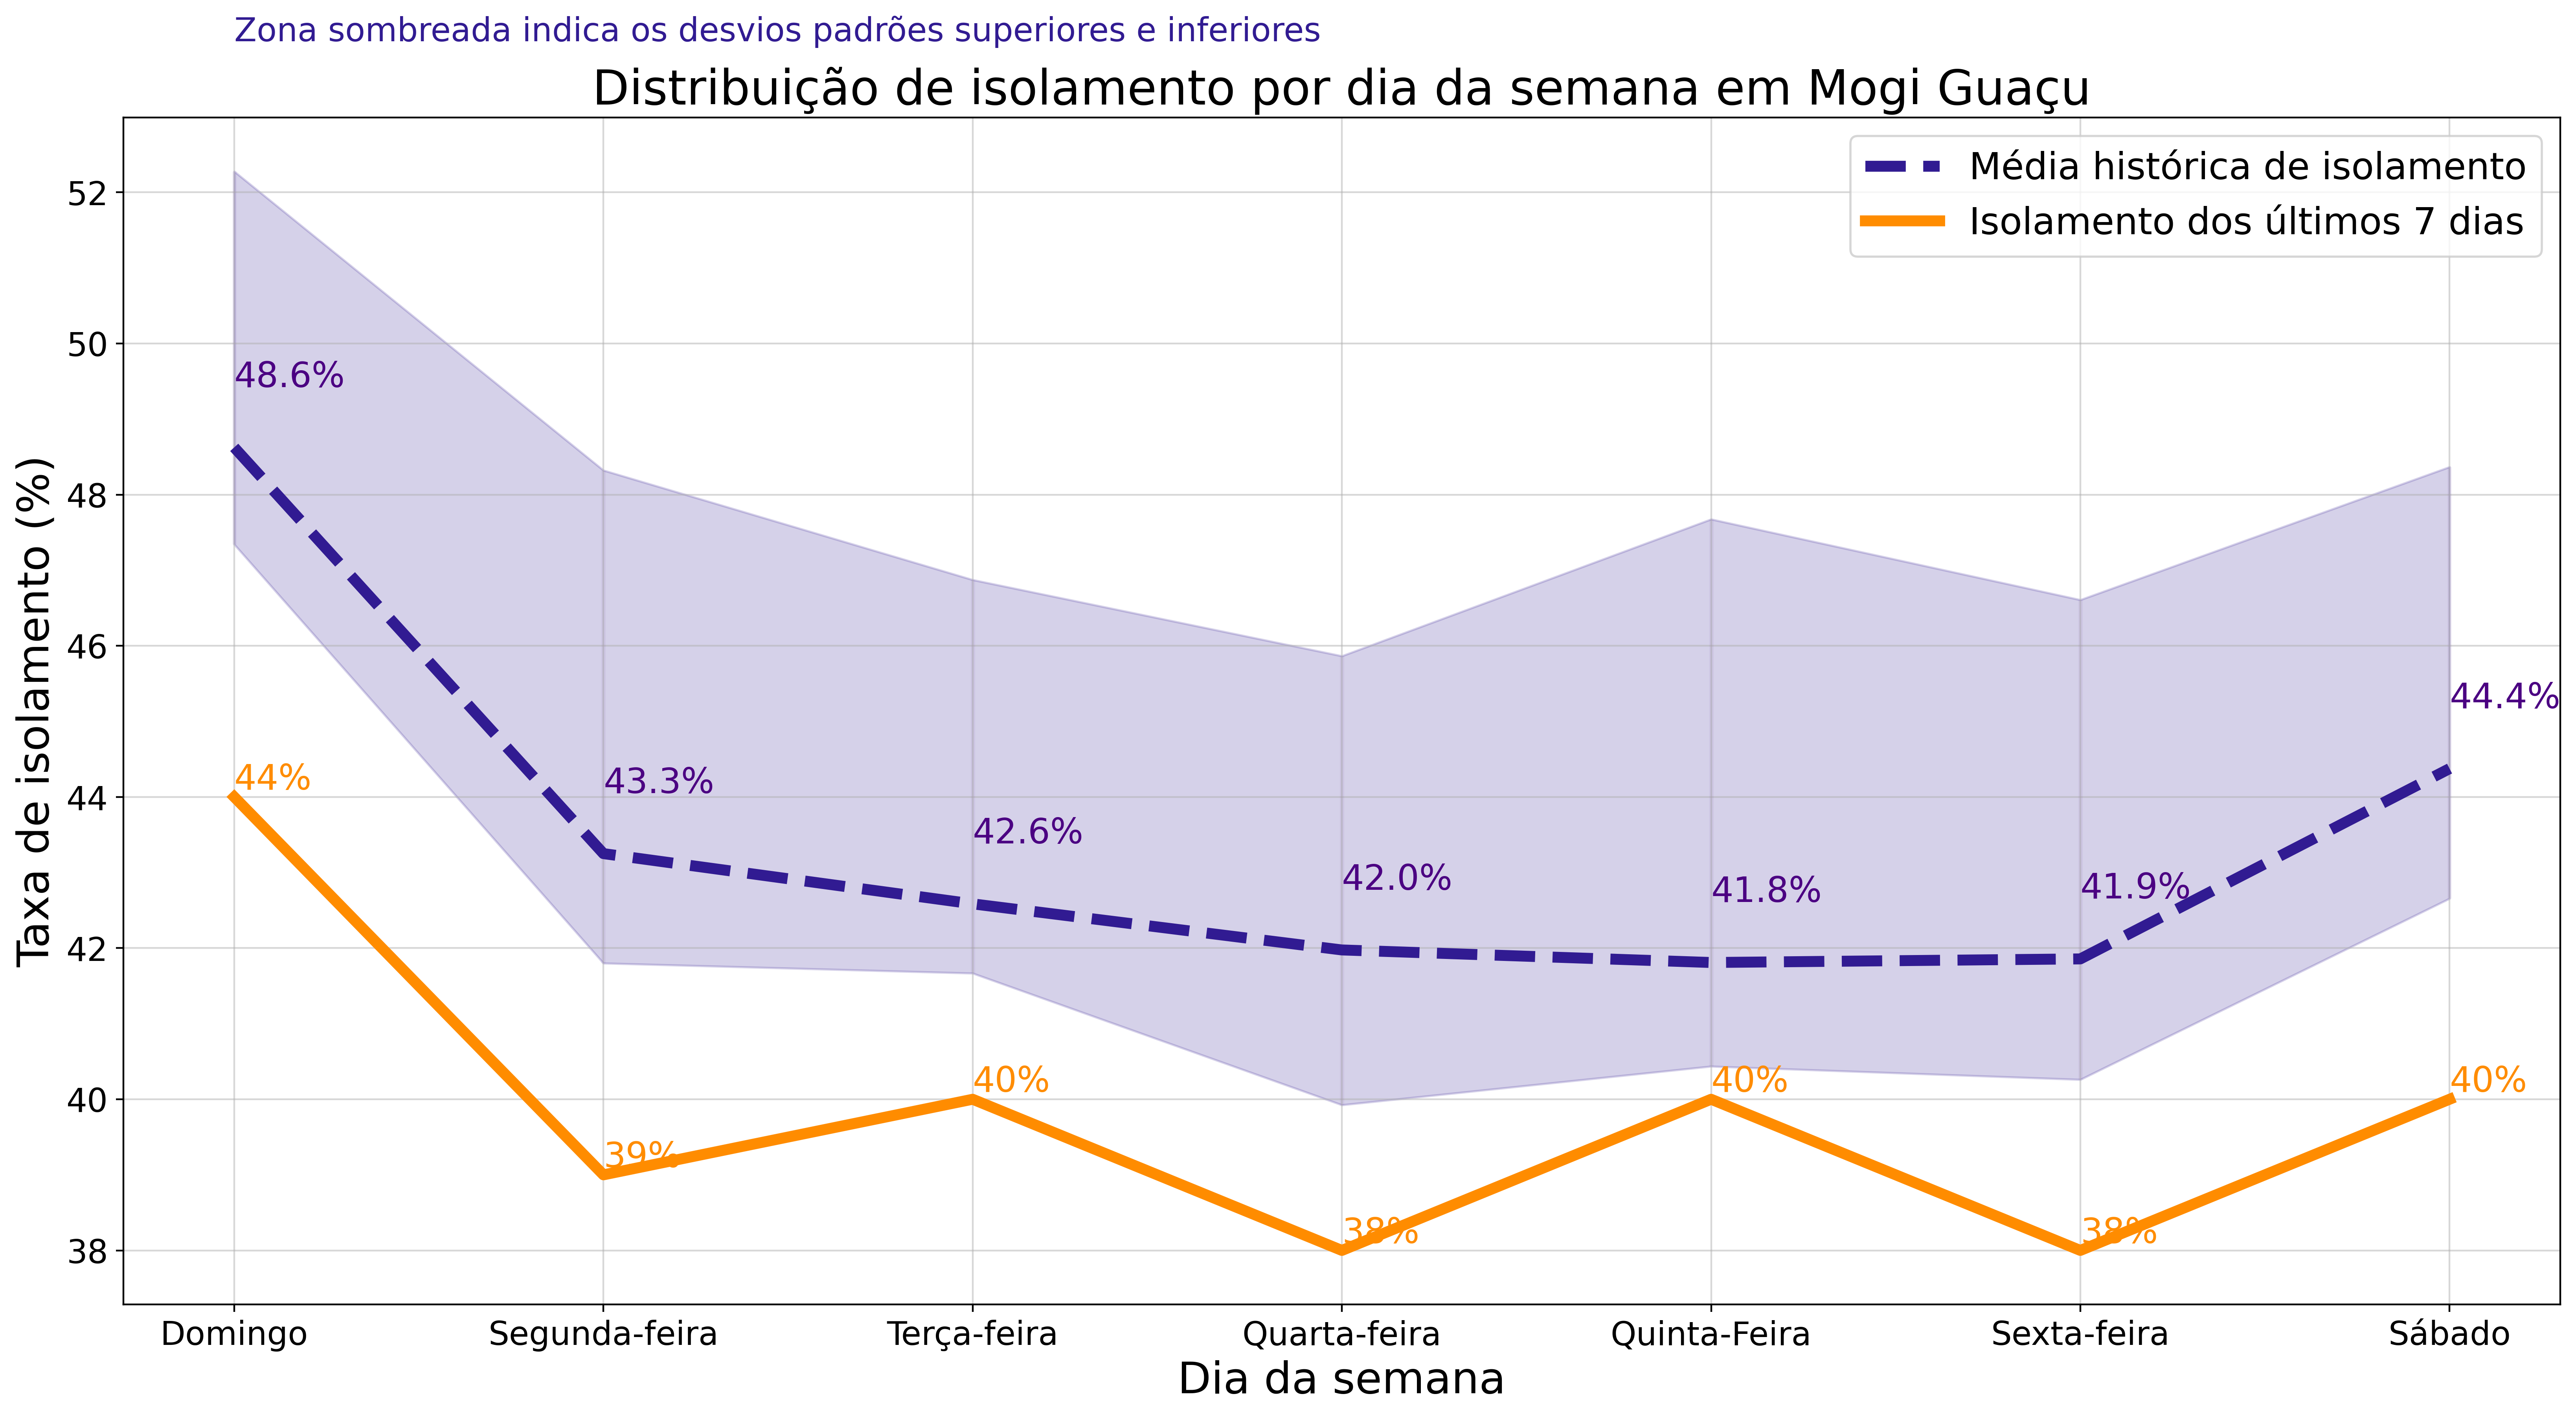 Zona sombreada indica os desvios padrões superiores e inferiores
Distribuição de isolamento por dia da semana em Mogi Guaçu
Média histórica de isolamento
Isolamento dos últimos 7 dias
Taxa de isolamento (%)
52
50
48
46
44
42
40
38
48.6%
43.3%
42.6%
42.0%
41.8%
41.9%
44.4%
44%
39%
40%
38%
40%
38%
40%
Domingo
Segunda-feira
Terça-feira
Quarta-feira
Quinta-Feira
Sexta-feira
Sábado
Dia da semana